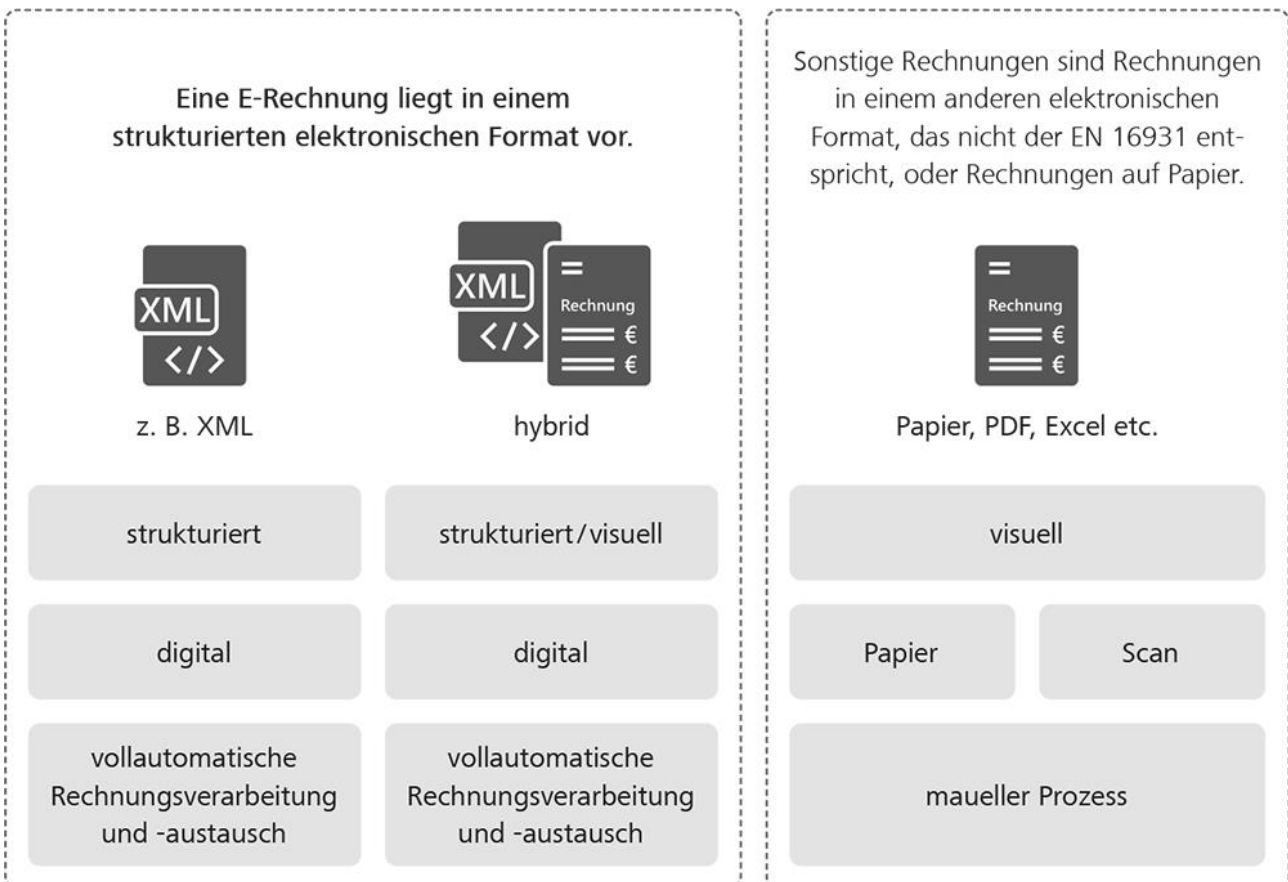 Eine E-Rechnung liegt in einem
strukturierten elektronischen Format vor.
XML
</>
z. B. XML
XML
</>
=
Rechnung
€
€
hybrid
strukturiert
strukturiert/visuell
digital
digital
vollautomatische
Rechnungsverarbeitung
und -austausch
vollautomatische
Rechnungsverarbeitung
und -austausch
Sonstige Rechnungen sind Rechnungen
in einem anderen elektronischen
Format, das nicht der EN 16931 ent-
spricht, oder Rechnungen auf Papier.
=
Rechnung
€
€
Papier, PDF, Excel etc.
visuell
Papier
Scan
maueller Prozess